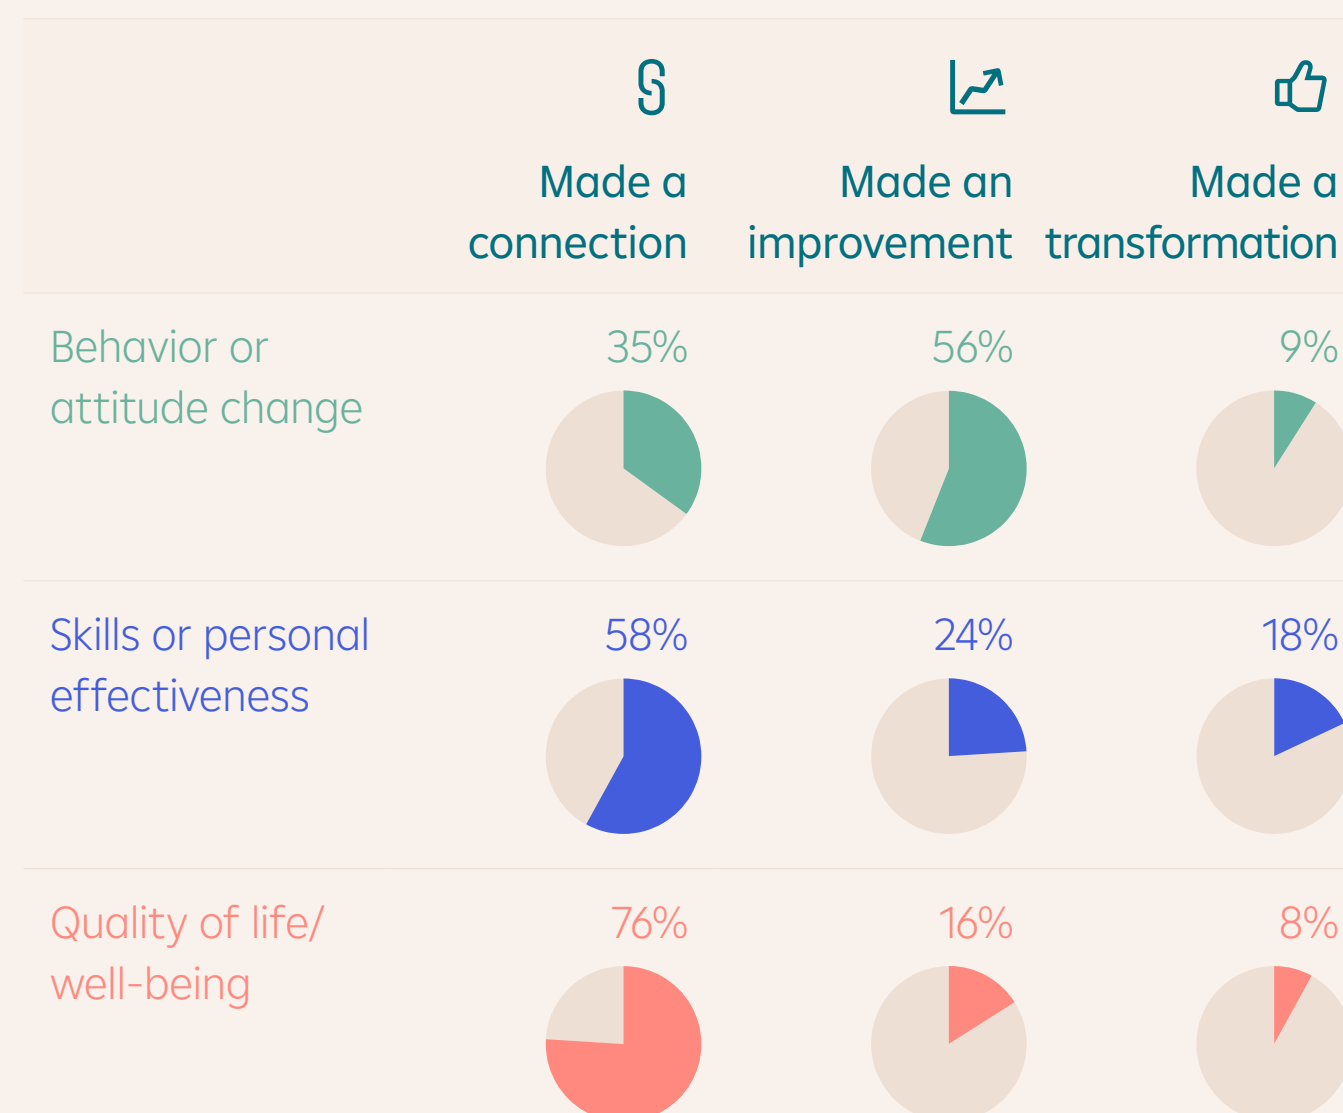 Made a
connection
Made an
improvement
Made a
transformation
Behavior or
attitude change
35%
56%
9%
Skills or personal
effectiveness
58%
24%
18%
Quality of life/
well-being
76%
16%
8%